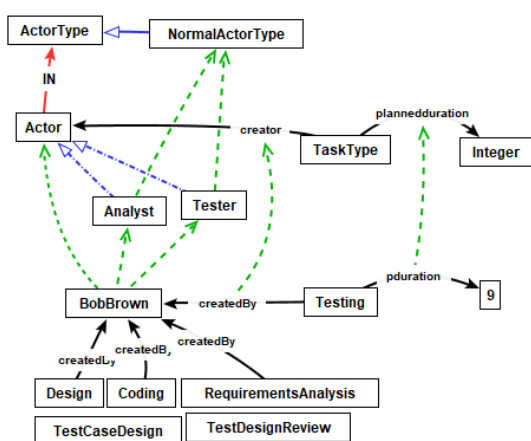 ActorType
NormalActorType
IN
Actor
creator
plannedduration
TaskType
Integer
Analyst
Tester
pduration
BobBrown
createdBy
Testing
9
createdBy
createdBy
createdBy
Design
Coding
RequirementsAnalysis
TestCaseDesign
TestDesignReview